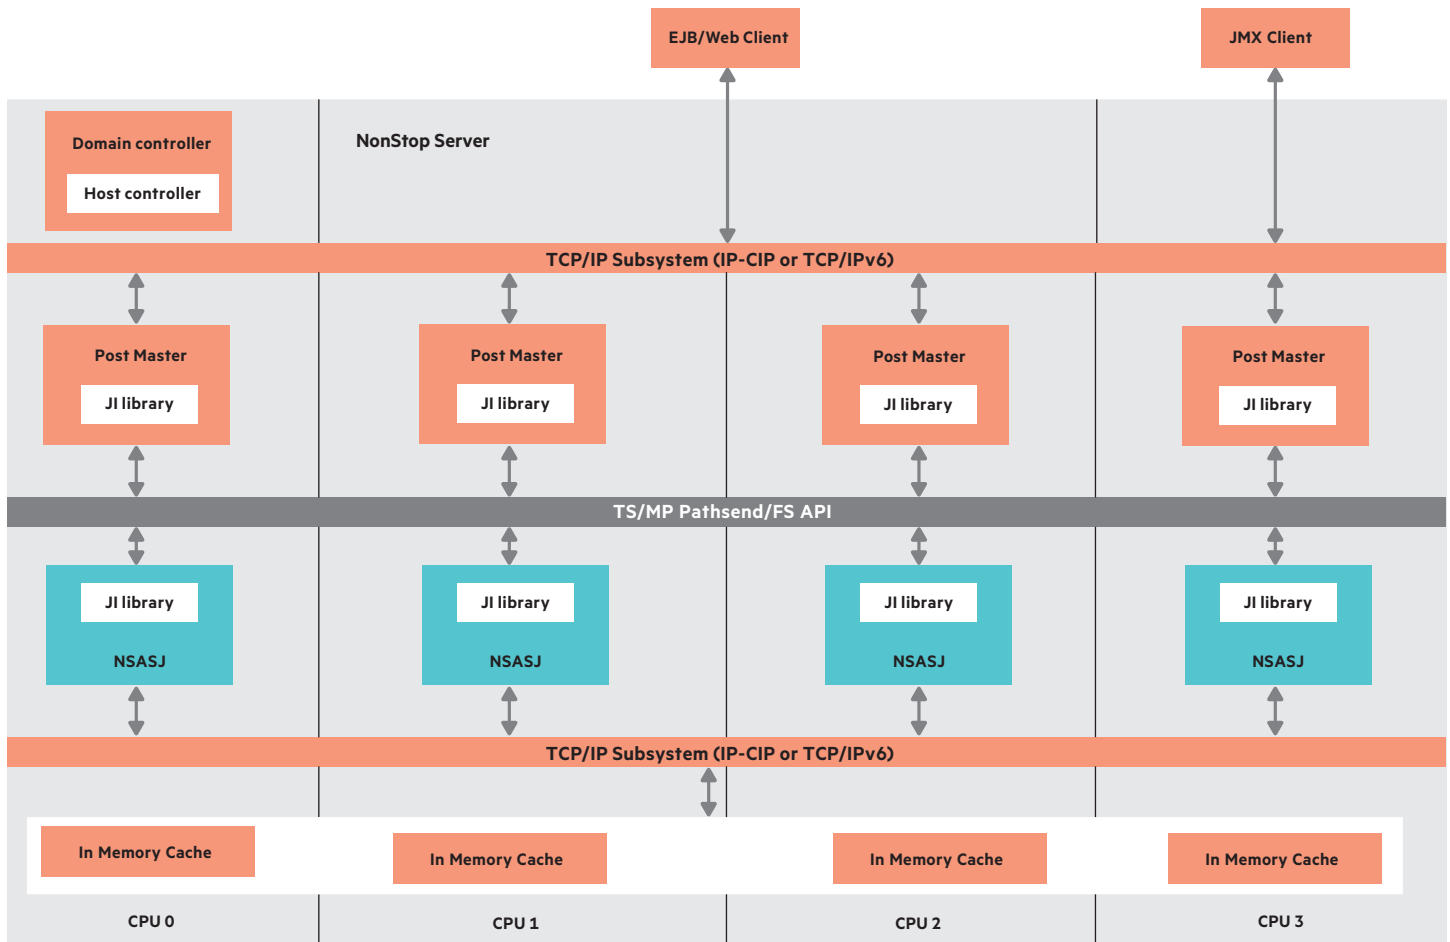 EJB/Web Client
JMX Client
Domain controller
Host controller
NonStop Server
TCP/IP Subsystem (IP-CIP or TCP/IPv6)
Post Master
JI library
Post Master
JI library
Post Master
JI library
Post Master
JI library
TS/MP Pathsend/FS API
JI library
NSASJ
JI library
NSASJ
JI library
NSASJ
JI library
NSASJ
TCP/IP Subsystem (IP-CIP or TCP/IPv6)
In Memory Cache
In Memory Cache
In Memory Cache
In Memory Cache
CPU 0
CPU 1
CPU 2
CPU 3